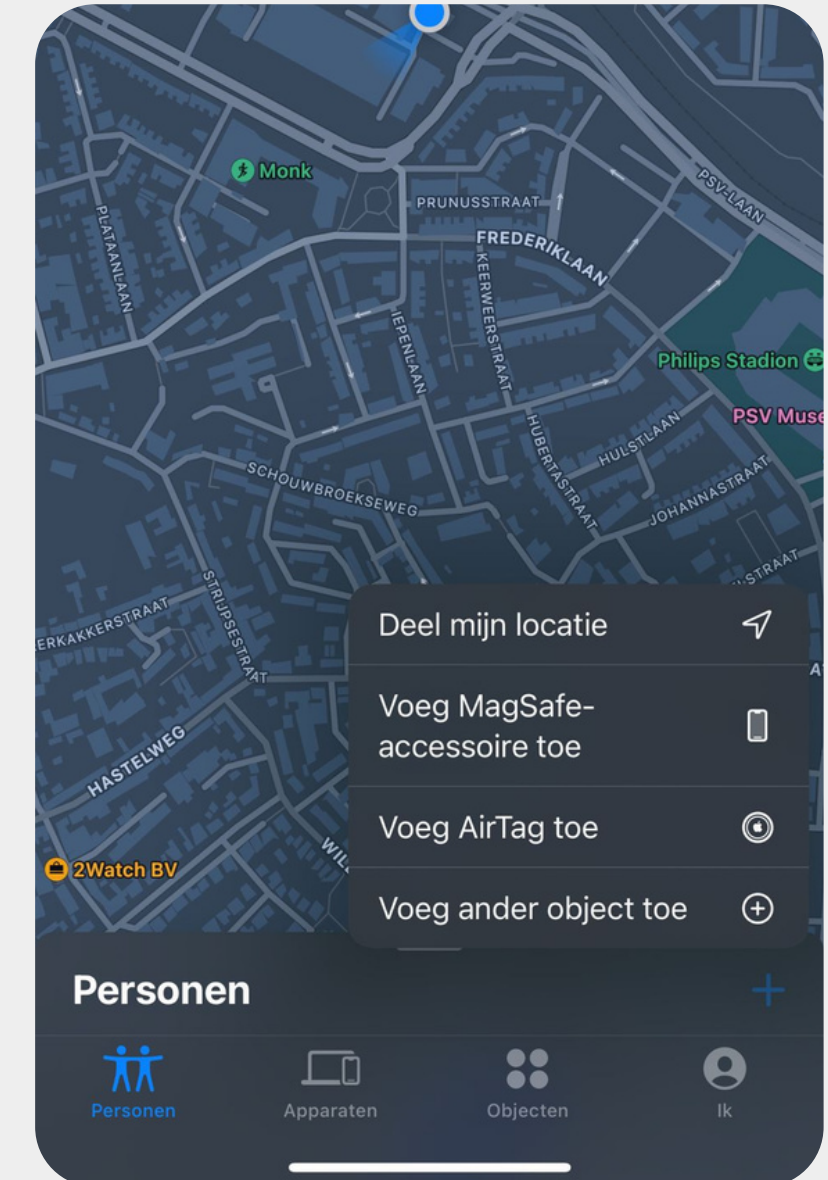 Monk
PRUNUSSTRAAT
PSV-LAAN
PLATAANLAAN
FREDERIKLAAN
KEERWEERSTRAAT
IEPENLAAN
Philips Stadion
PSV Muse
HUBERTASTRAAT
HULSTLAAN
SCHOUWBROEKSEWEG
JOHANNASTRAAT
LSTRAAT
STRIJPSESTRAAT
ERKAKKERSTRAAT
HASTELWEG
WIL
2Watch BV
Deel mijn locatie
Voeg MagSafe-
accessoire toe
Voeg AirTag toe
Voeg ander object toe
Personen
Personen
Apparaten
Objecten
Ik